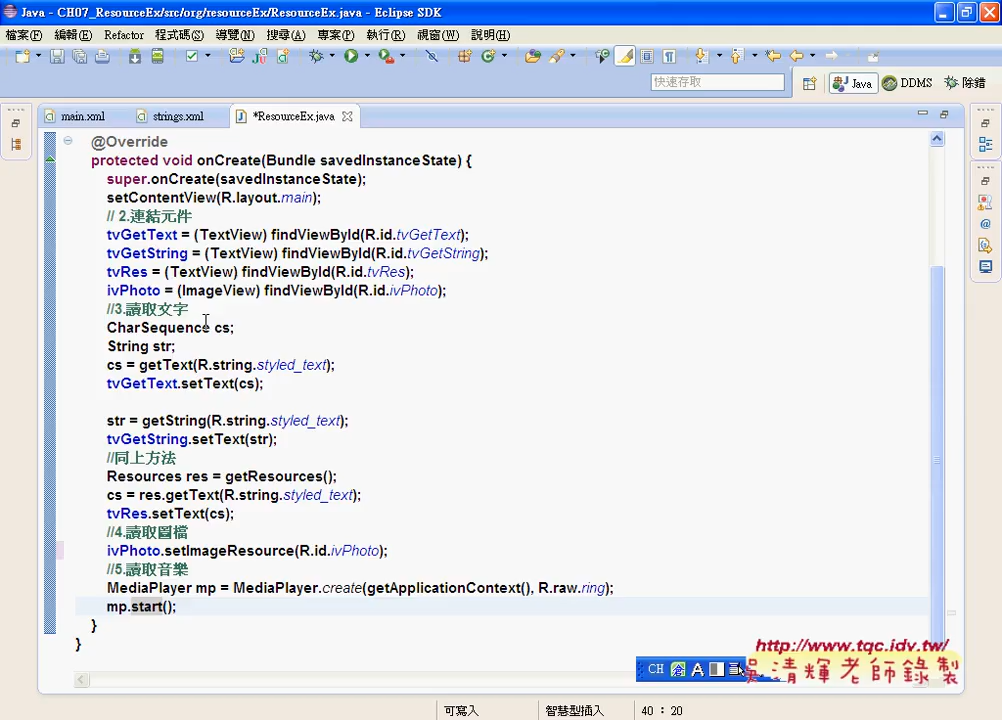 Java - CH07_ResourceEx/src/org/resourceEx/ResourceEx.java - Eclipse SDK
檔案(F) 編輯(E) Refactor 程式碼(S) 導覽(N) 搜尋(A) 專案(P) 執行(R) 視窗(W) 說明(H)
快速存取 Java DDMS 除錯
main.xml strings.xml *ResourceEx.java
@Override
protected void onCreate(Bundle savedInstanceState) {
super.onCreate(savedInstanceState);
setContentView(R.layout.main);
// 2.連結元件
tvGetText = (TextView) findViewById(R.id.tvGetText);
tvGetString = (TextView) findViewById(R.id.tvGetString);
tvRes = (TextView) findViewById(R.id.tvRes);
ivPhoto = (ImageView) findViewById(R.id.ivPhoto);
//3.讀取文字
CharSequence cs;
String str;
cs = getText(R.string.styled_text);
tvGetText.setText(cs);
str = getString(R.string.styled_text);
tvGetString.setText(str);
//同上方法
Resources res = getResources();
cs = res.getText(R.string.styled_text);
tvRes.setText(cs);
//4.讀取圖檔
ivPhoto.setImageResource(R.id.ivPhoto);
//5.讀取音樂
MediaPlayer mp = MediaPlayer.create(getApplicationContext(), R.raw.ring);
mp.start();
}
}
http://www.tqc.idv.tw/
CH A 吳清輝老師錄製
可寫入 智慧型插入 40 : 20